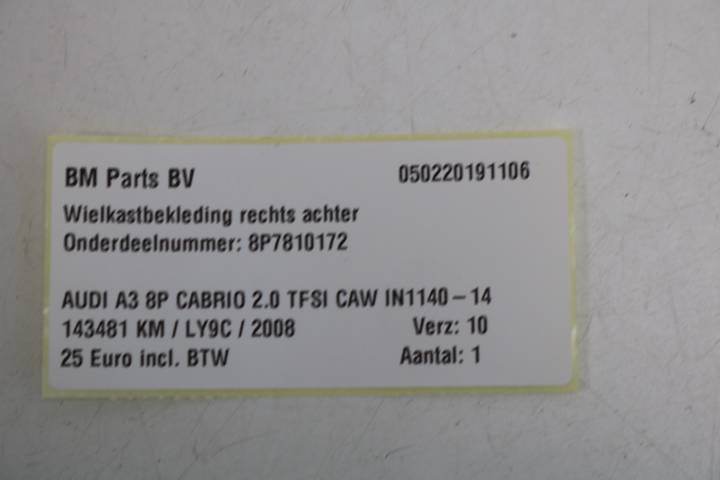 BM Parts BV 050220191106
Wielkastbekleding rechts achter
Onderdeelnummer: 8P7810172
AUDI A3 8P CABRIO 2.0 TFSI CAW IN1140-14
143481 KM / LY9C / 2008 Verz: 10
25 Euro incl. BTW Aantal: 1